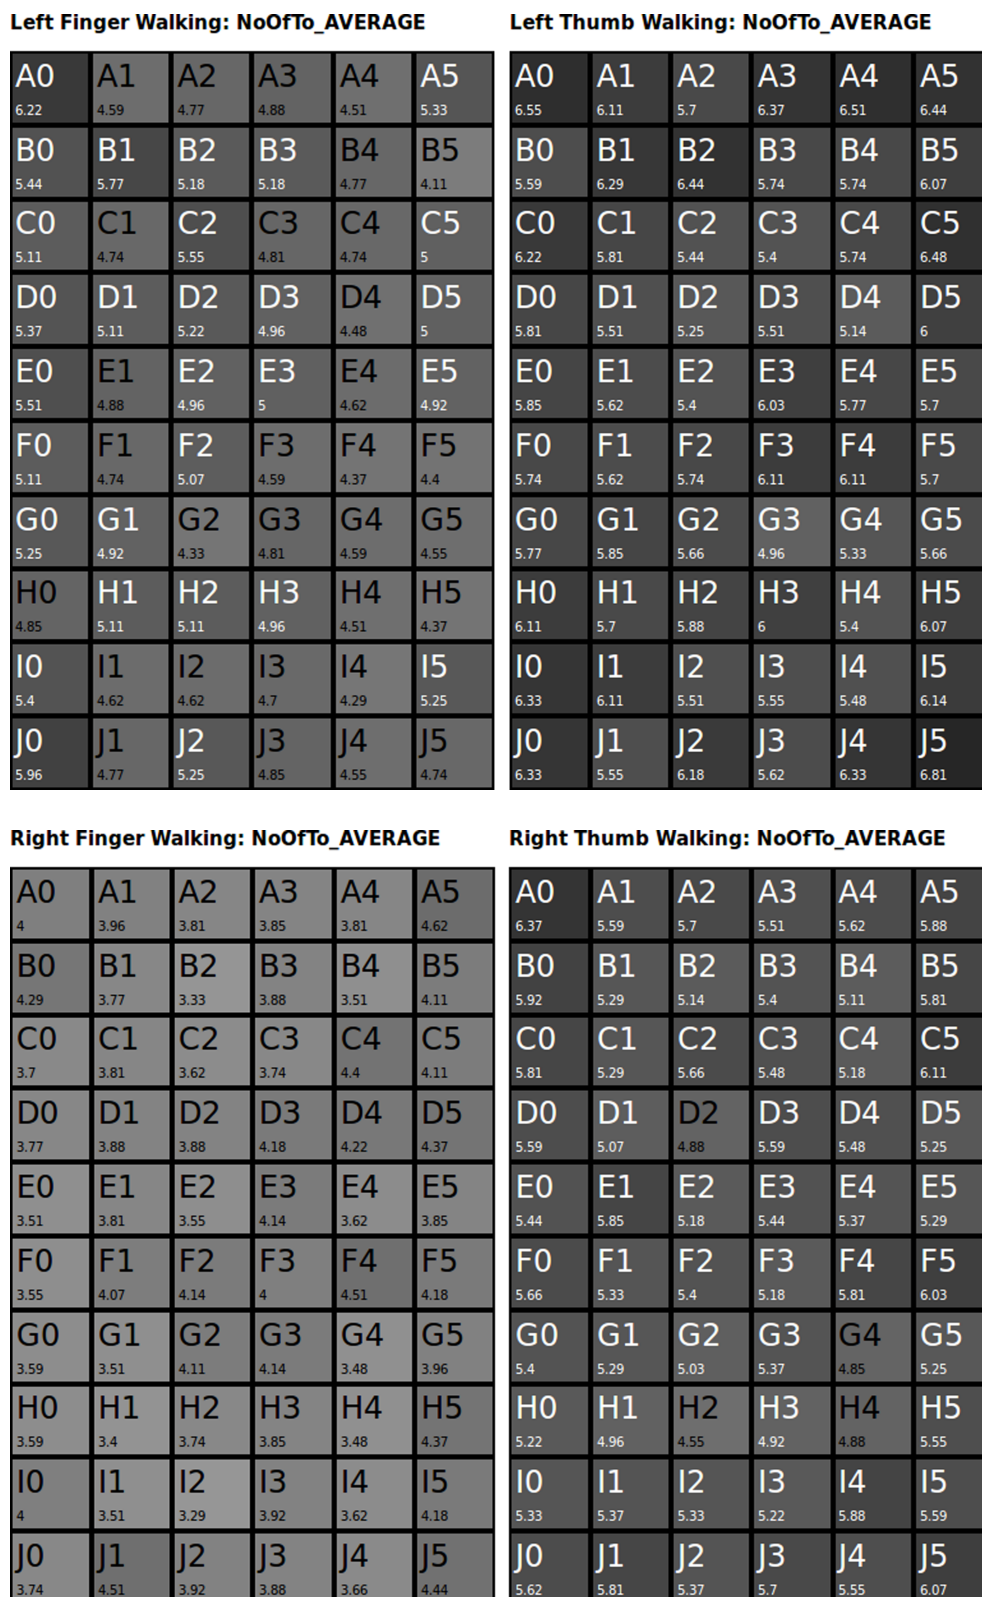 Left Finger Walking: NoOfTo_AVERAGE
A0 A1 A2 A3 A4 A5
6.22 4.59 4.77 4.88 4.51 5.33
B0 B1 B2 B3 B4 B5
5.44 5.77 5.18 5.18 4.77 4.11
C0 C1 C2 C3 C4 C5
5.11 4.74 5.55 4.81 4.74 5
D0 D1 D2 D3 D4 D5
5.37 5.11 5.22 4.96 4.48 5
E0 E1 E2 E3 E4 E5
5.51 4.88 4.96 5 4.62 4.92
F0 F1 F2 F3 F4 F5
5.11 4.74 5.07 4.59 4.37 4.4
G0 G1 G2 G3 G4 G5
5.25 4.92 4.33 4.81 4.59 4.55
H0 H1 H2 H3 H4 H5
4.85 5.11 5.11 4.96 4.51 4.37
I0 I1 I2 I3 I4 I5
5.4 4.62 4.62 4.7 4.29 5.25
J0 J1 J2 J3 J4 J5
5.96 4.77 5.25 4.85 4.55 4.74
Left Thumb Walking: NoOfTo_AVERAGE
A0 A1 A2 A3 A4 A5
6.55 6.11 5.7 6.37 6.51 6.44
B0 B1 B2 B3 B4 B5
5.59 6.29 6.44 5.74 5.74 6.07
C0 C1 C2 C3 C4 C5
6.22 5.81 5.44 5.4 5.74 6.48
D0 D1 D2 D3 D4 D5
5.81 5.51 5.25 5.51 5.14 6
E0 E1 E2 E3 E4 E5
5.85 5.62 5.4 6.03 5.77 5.7
F0 F1 F2 F3 F4 F5
5.74 5.62 5.74 6.11 6.11 5.7
G0 G1 G2 G3 G4 G5
5.77 5.85 5.66 4.96 5.33 5.66
H0 H1 H2 H3 H4 H5
6.11 5.7 5.88 6 5.4 6.07
I0 I1 I2 I3 I4 I5
6.33 6.11 5.51 5.55 5.48 6.14
J0 J1 J2 J3 J4 J5
6.33 5.55 6.18 5.62 6.33 6.81
Right Finger Walking: NoOfTo_AVERAGE
A0 A1 A2 A3 A4 A5
4 3.96 3.81 3.85 3.81 4.62
B0 B1 B2 B3 B4 B5
4.29 3.77 3.33 3.88 3.51 4.11
C0 C1 C2 C3 C4 C5
3.7 3.81 3.62 3.74 4.4 4.11
D0 D1 D2 D3 D4 D5
3.77 3.88 3.88 4.18 4.22 4.37
E0 E1 E2 E3 E4 E5
3.51 3.81 3.55 4.14 3.62 3.85
F0 F1 F2 F3 F4 F5
3.55 4.07 4.14 4 4.51 4.18
G0 G1 G2 G3 G4 G5
3.59 3.51 4.11 4.14 3.48 3.96
H0 H1 H2 H3 H4 H5
3.59 3.4 3.74 3.85 3.48 4.37
I0 I1 I2 I3 I4 I5
4 3.51 3.29 3.92 3.62 4.18
J0 J1 J2 J3 J4 J5
3.74 4.51 3.92 3.88 3.66 4.44
Right Thumb Walking: NoOfTo_AVERAGE
A0 A1 A2 A3 A4 A5
6.37 5.59 5.7 5.51 5.62 5.88
B0 B1 B2 B3 B4 B5
5.92 5.29 5.14 5.4 5.11 5.81
C0 C1 C2 C3 C4 C5
5.81 5.29 5.66 5.48 5.18 6.11
D0 D1 D2 D3 D4 D5
5.59 5.07 4.88 5.59 5.48 5.25
E0 E1 E2 E3 E4 E5
5.44 5.85 5.18 5.44 5.37 5.29
F0 F1 F2 F3 F4 F5
5.66 5.33 5.4 5.18 5.81 6.03
G0 G1 G2 G3 G4 G5
5.4 5.29 5.03 5.37 4.85 5.25
H0 H1 H2 H3 H4 H5
5.22 4.96 4.55 4.92 4.88 5.55
I0 I1 I2 I3 I4 I5
5.33 5.37 5.33 5.22 5.88 5.59
J0 J1 J2 J3 J4 J5
5.62 5.81 5.37 5.7 5.55 6.07